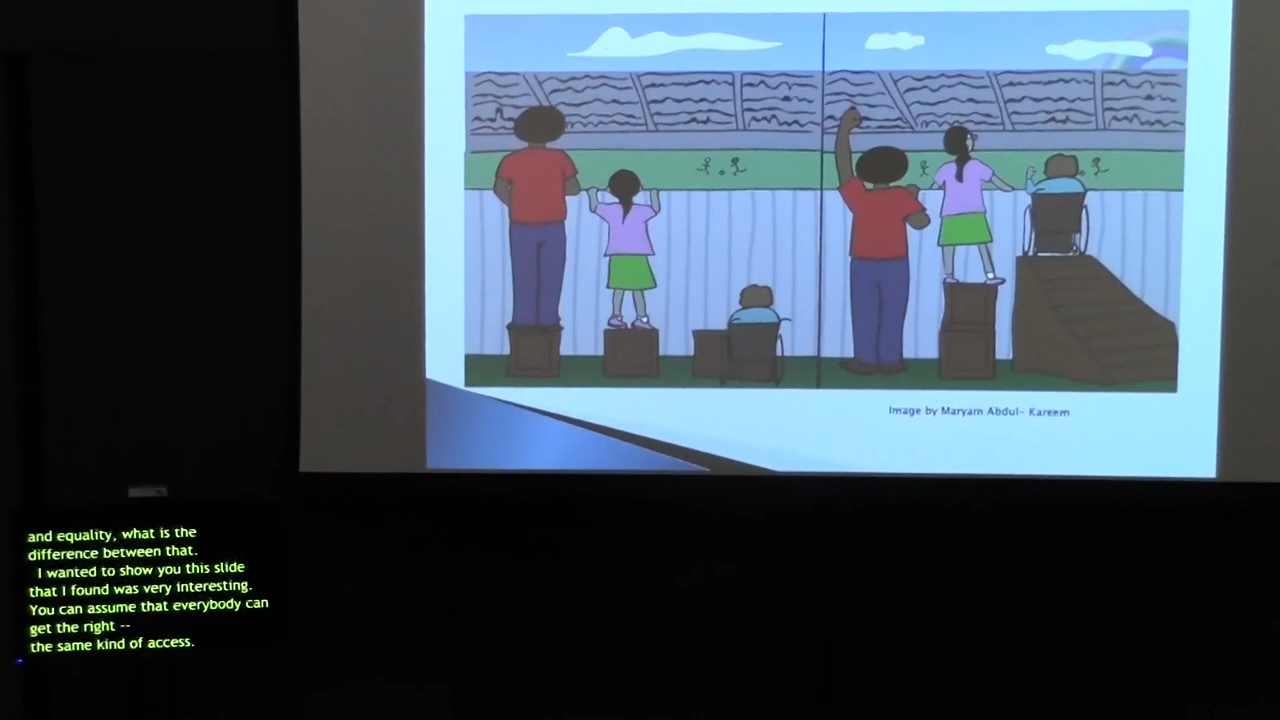 Image by Maryam Abdul- Kareem
and equality, what is the
difference between that.
I wanted to show you this slide
that I found was very interesting.
You can assume that everybody can
get the right --
the same kind of access.